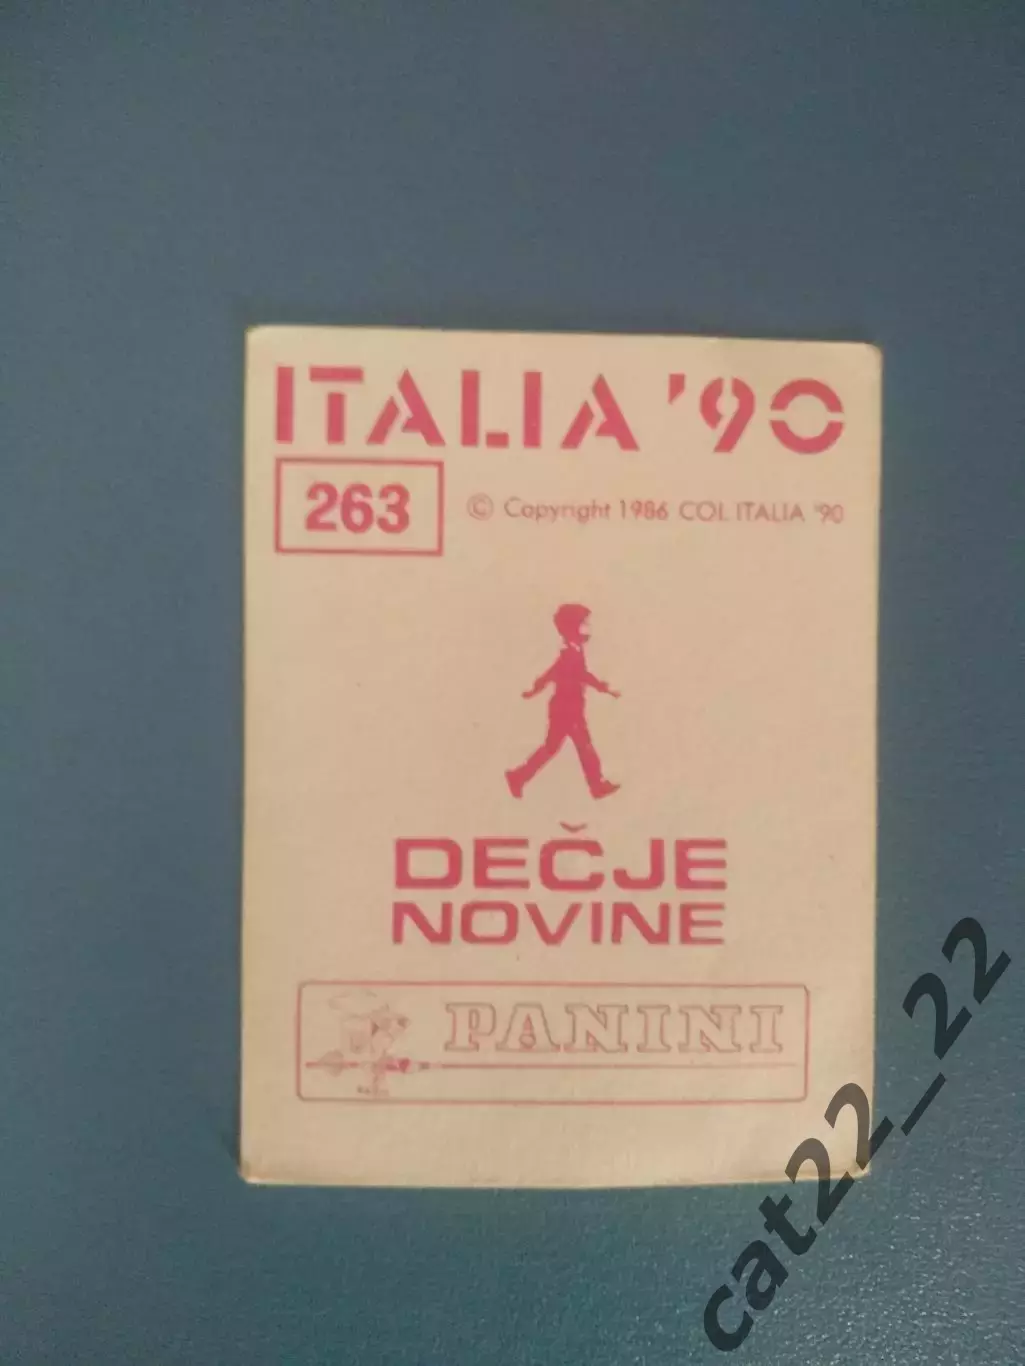 ITALIA '90
263
© Copyright 1986 COL ITALIA '90
DEČJE
NOVINE
PANINI
cat22_22